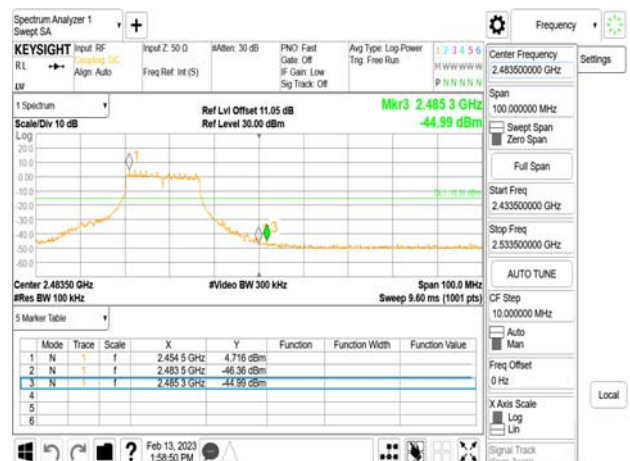 Spectrum Analyzer 1
Swept SA
+
Frequency
KEYSIGHT
RL
Input: RF
Coupling: DC
Align: Auto
Input Z: 50 Ω
Freq Ref: Int (S)
#Atten: 30 dB
PNO: Fast
Gate: Off
IF Gain: Low
Sig Track: Off
Avg Type: Log-Power
Trig: Free Run
1 2 3 4 5 6
M W W W W W
P N N N N N
1 Spectrum
Scale/Div 10 dB
Log
Ref Lvl Offset 11.05 dB
Ref Level 30.00 dBm
Mkr3 2.485 3 GHz
-44.99 dBm
20.0
10.0
0.00
-10.0
-20.0
-30.0
-40.0
-50.0
-60.0
1
3
Center 2.48350 GHz
#Video BW 300 kHz
Span 100.0 MHz
#Res BW 100 kHz
Sweep 9.60 ms (1001 pts)
5 Marker Table
Mode Trace Scale X Y Function Function Width Function Value
1 N 1 f 2.454 5 GHz 4.716 dBm
2 N 1 f 2.483 5 GHz -46.36 dBm
3 N 1 f 2.485 3 GHz -44.99 dBm
4
5
6
?
Feb 13, 2023
1:58:50 PM
Center Frequency
2.483500000 GHz
Settings
Span
100.000000 MHz
Swept Span
Zero Span
Full Span
Start Freq
2.433500000 GHz
Stop Freq
2.533500000 GHz
AUTO TUNE
CF Step
10.000000 MHz
Auto
Man
Freq Offset
0 Hz
Local
X Axis Scale
Log
Lin
Signal Track